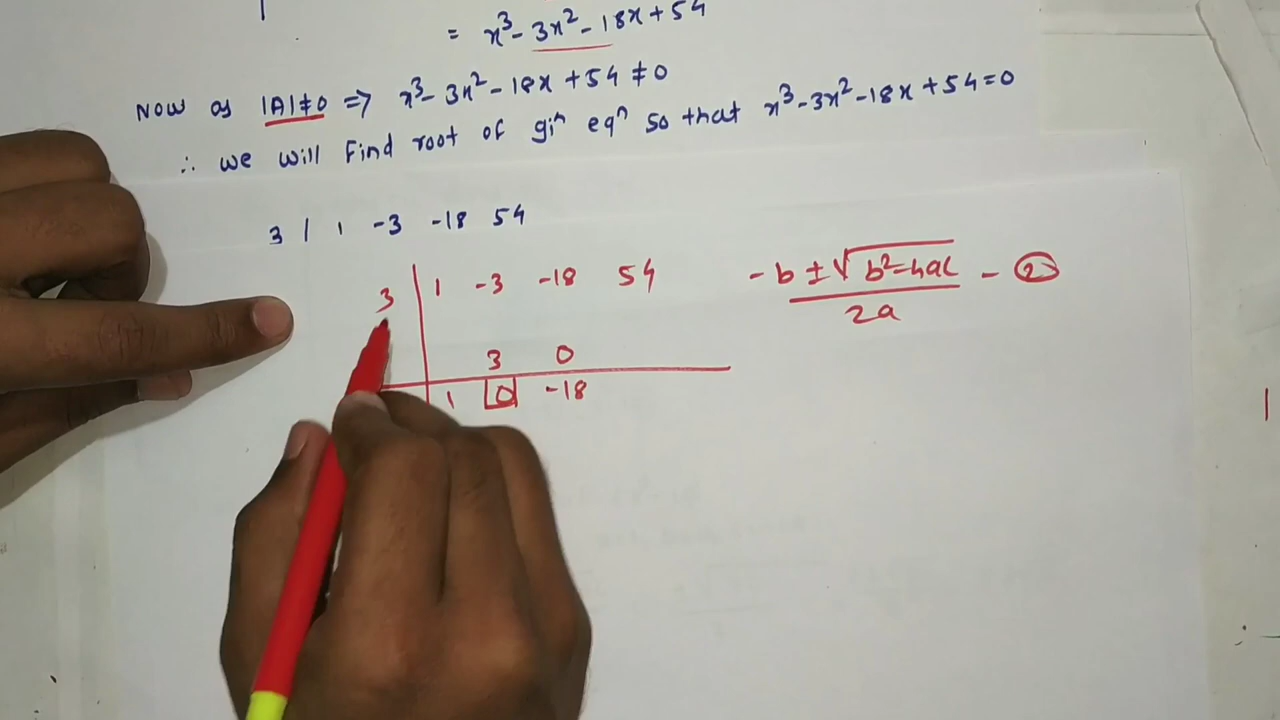 = x³ - 3x² - 18x + 54
Now as |A| ≠ 0 ⇒ x³ - 3x² - 18x + 54 ≠ 0
∴ we will find root of giⁿ eqⁿ so that x³ - 3x² - 18x + 54 = 0
3 | 1 -3 -18 54
3 | 1 -3 -18 54
3 0
1 0 -18
-b ± √b² - 4ac - ②
2a